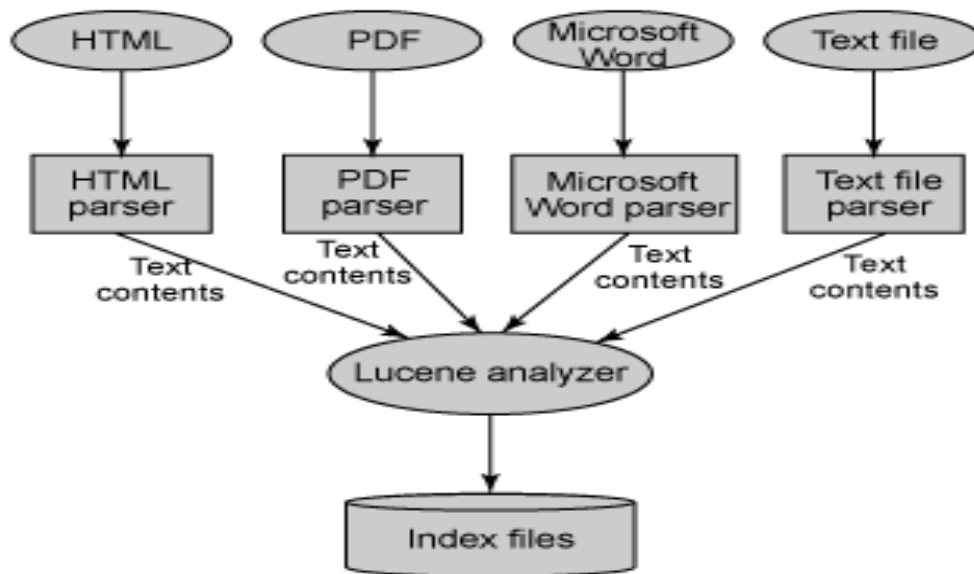 HTML
PDF
Microsoft
Word
Text file
HTML
parser
PDF
parser
Microsoft
Word parser
Text file
parser
Text
contents
Text
contents
Text
contents
Text
contents
Lucene analyzer
Index files